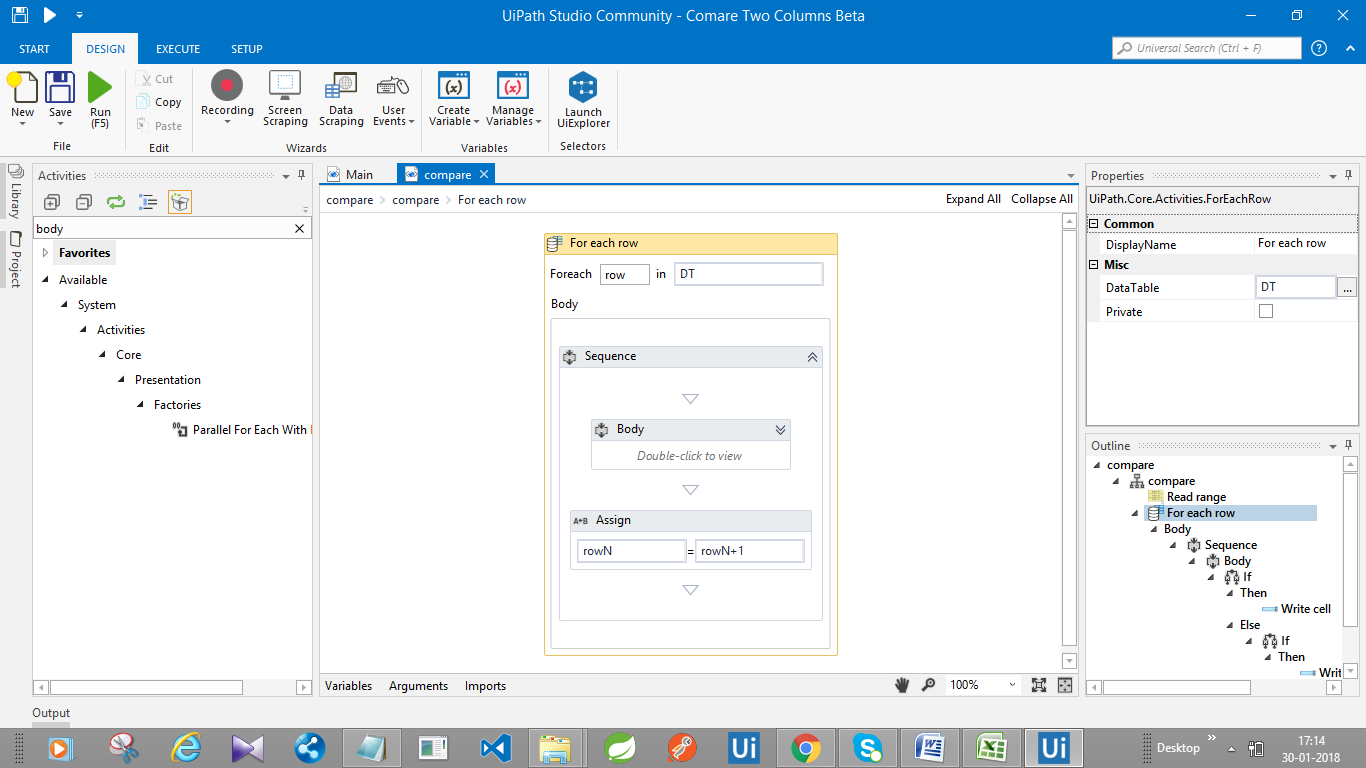 UiPath Studio Community - Comare Two Columns Beta
START DESIGN EXECUTE SETUP
Universal Search (Ctrl + F)
New
Save
Run
(F5)
File
Cut
Copy
Paste
Edit
Recording
Screen
Scraping
Data
Scraping
User
Events
Wizards
Create
Variable
Manage
Variables
Variables
Launch
UiExplorer
Selectors
Library
Project
Activities
body
Favorites
Available
System
Activities
Core
Presentation
Factories
Parallel For Each With
Main
compare
compare > compare > For each row
Expand All Collapse All
For each row
Foreach row in DT
Body
Sequence
Body
Double-click to view
A+B Assign
rowN = rowN+1
Variables Arguments Imports
100%
Properties
UiPath.Core.Activities.ForEachRow
Common
DisplayName For each row
Misc
DataTable DT ...
Private
Outline
compare
compare
Read range
For each row
Body
Sequence
Body
If
Then
Write cell
Else
If
Then
Writ
Output
Ui
Ui
Desktop
17:14
30-01-2018